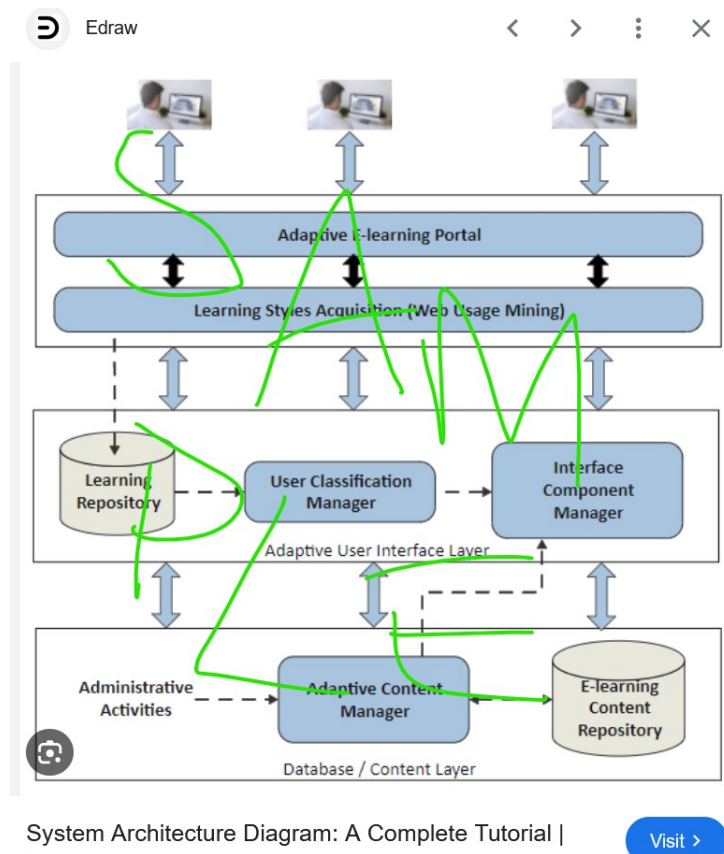 Edraw
Adaptive E-learning Portal
Learning Styles Acquisition (Web Usage Mining)
Learning
Repository
User Classification
Manager
Interface
Component
Manager
Adaptive User Interface Layer
Administrative
Activities
Adaptive Content
Manager
E-learning
Content
Repository
Database / Content Layer
SAMPLE
System Architecture Diagram: A Complete Tutorial |
Visit